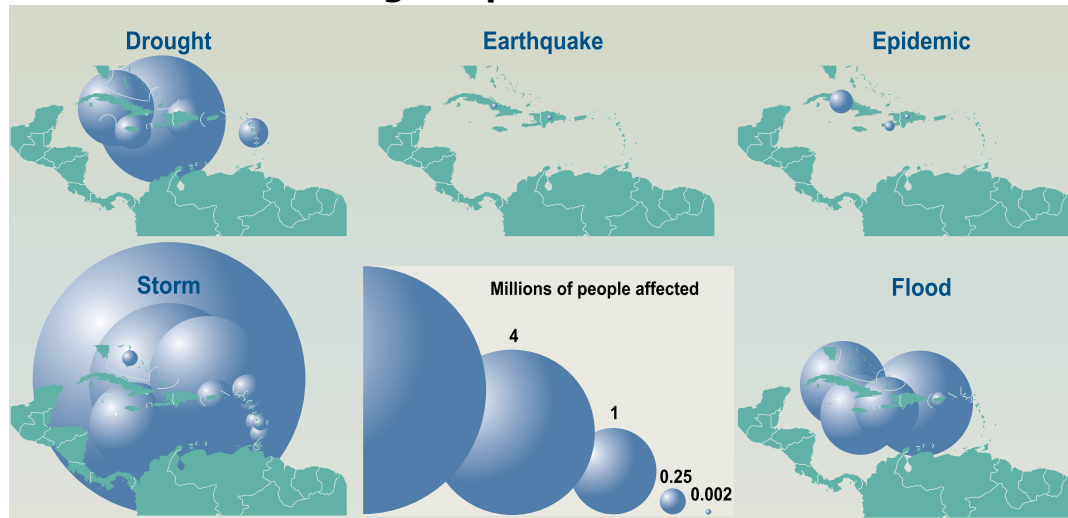 Drought
Earthquake
Epidemic
Storm
Millions of people affected
4
1
0.25
0.002
Flood